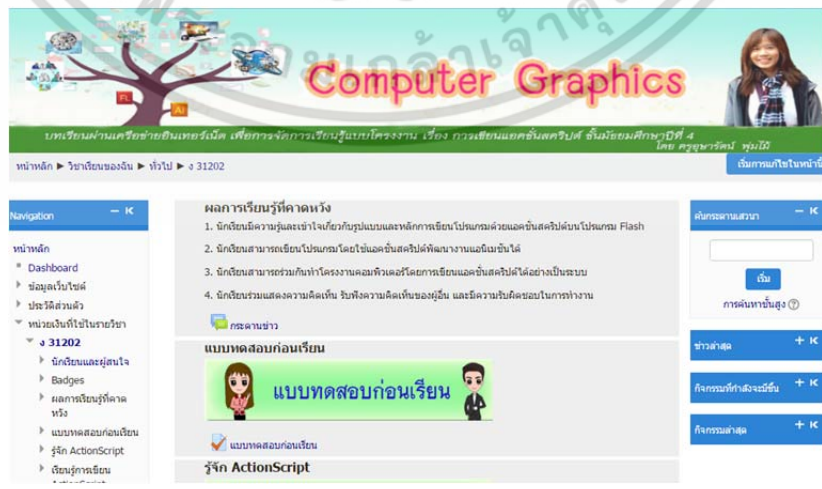 Computer Graphics
FL
AI
บทเรียนผ่านเครือข่ายอินเทอร์เน็ต เพื่อการจัดการเรียนรู้แบบโครงงาน เรื่อง การเขียนแอคชั่นสคริปต์ ชั้นมัธยมศึกษาปีที่ 4
โดย ครูยุษารัตน์ พุ่มไม้
หน้าหลัก ► วิชาเรียนของฉัน ► ทั่วไป ► ง 31202
เริ่มการแก้ไขในหน้านี้
Navigation
หน้าหลัก
Dashboard
ข้อมูลเว็บไซต์
ประวัติส่วนตัว
หน่วยเงินที่ใช้ในรายวิชา
ง 31202
นักเรียนและผู้สนใจ
Badges
ผลการเรียนรู้ที่คาด
หวัง
แบบทดสอบก่อนเรียน
รู้จัก ActionScript
เรียนรู้การเขียน
ActionScript
ผลการเรียนรู้ที่คาดหวัง
1. นักเรียนมีความรู้และเข้าใจเกี่ยวกับรูปแบบและหลักการเขียนโปรแกรมด้วยแอคชั่นสคริปต์บนโปรแกรม Flash
2. นักเรียนสามารถเขียนโปรแกรมโดยใช้แอคชั่นสคริปต์พัฒนางานแอนิเมชั่นได้
3. นักเรียนสามารถร่วมกันทำโครงงานคอมพิวเตอร์โดยการเขียนแอคชั่นสคริปต์ได้อย่างเป็นระบบ
4. นักเรียนร่วมแสดงความคิดเห็น รับฟังความคิดเห็นของผู้อื่น และมีความรับผิดชอบในการทำงาน
กระดานข่าว
แบบทดสอบก่อนเรียน
แบบทดสอบก่อนเรียน
แบบทดสอบก่อนเรียน
รู้จัก ActionScript
ค้นกระดานเสวนา
เริ่ม
การค้นหาขั้นสูง
ข่าวล่าสุด
กิจกรรมที่กำลังจะมีขึ้น
กิจกรรมล่าสุด